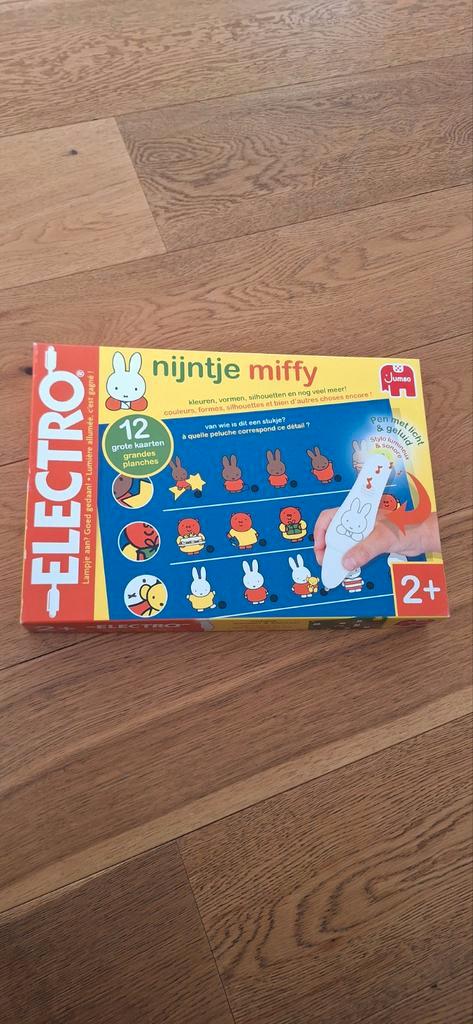 ELECTRO®
Lampje aan? Goed gedaan! • Lumière allumée, c'est gagné !
nijntje miffy
kleuren, vormen, silhouetten en nog veel meer!
couleurs, formes, silhouettes et bien d'autres choses encore !
Jumbo
12
grote kaarten
grandes
planches
van wie is dit een stukje?
à quelle peluche correspond ce détail ?
Pen met licht
& geluid
Stylo lumineux
& sonore
2+
2+ ELECTRO